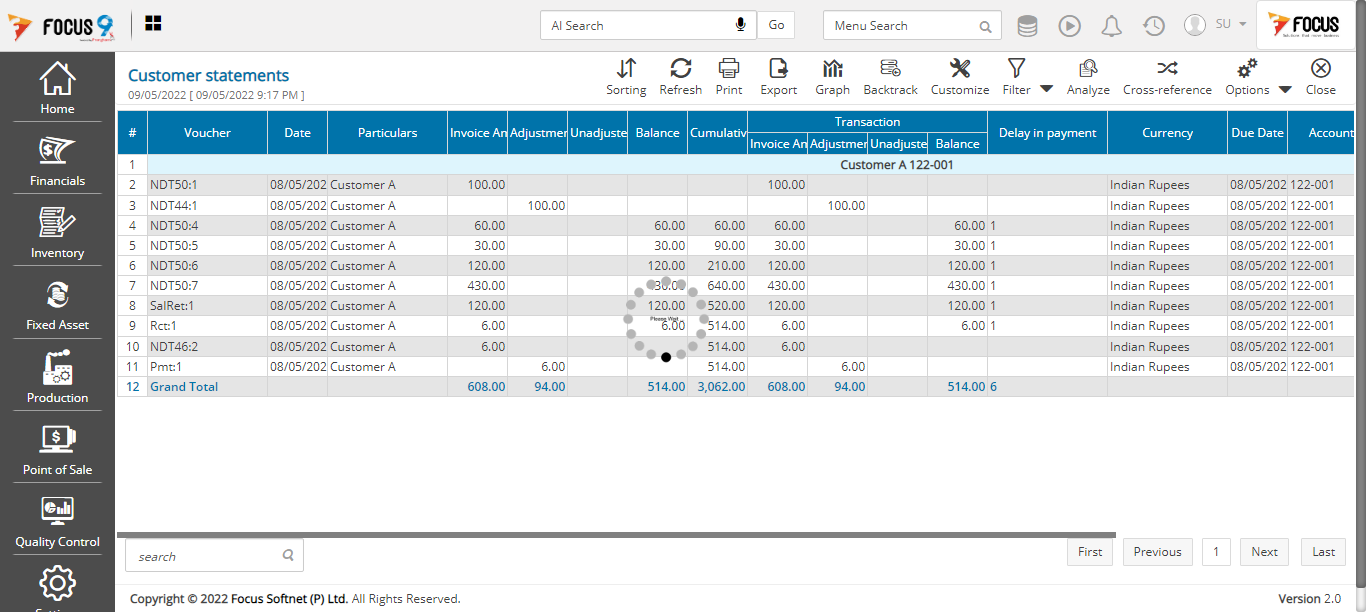 FOCUS 9
AI Search
Go
Menu Search
SU
FOCUS
Customer statements
09/05/2022 [ 09/05/2022 9:17 PM ]
Sorting Refresh Print Export Graph Backtrack Customize Filter Analyze Cross-reference Options Close
Home
Financials
Inventory
Fixed Asset
Production
Point of Sale
Quality Control
# Voucher Date Particulars Invoice An Adjustmer Unadjuste Balance Cumulativ Transaction Delay in payment Currency Due Date Account
Invoice An Adjustmer Unadjuste Balance
1 Customer A 122-001
2 NDT50:1 08/05/202 Customer A 100.00 100.00 Indian Rupees 08/05/202 122-001
3 NDT44:1 08/05/202 Customer A 100.00 100.00 Indian Rupees 08/05/202 122-001
4 NDT50:4 08/05/202 Customer A 60.00 60.00 60.00 60.00 60.00 1 Indian Rupees 08/05/202 122-001
5 NDT50:5 08/05/202 Customer A 30.00 30.00 90.00 30.00 30.00 1 Indian Rupees 08/05/202 122-001
6 NDT50:6 08/05/202 Customer A 120.00 120.00 210.00 120.00 120.00 1 Indian Rupees 08/05/202 122-001
7 NDT50:7 08/05/202 Customer A 430.00 640.00 430.00 430.00 1 Indian Rupees 08/05/202 122-001
8 SalRet:1 08/05/202 Customer A 120.00 120.00 520.00 120.00 120.00 1 Indian Rupees 08/05/202 122-001
Please Wait
9 Rct:1 08/05/202 Customer A 6.00 6.00 514.00 6.00 6.00 1 Indian Rupees 08/05/202 122-001
10 NDT46:2 08/05/202 Customer A 6.00 514.00 6.00 Indian Rupees 08/05/202 122-001
11 Pmt:1 08/05/202 Customer A 6.00 514.00 6.00 Indian Rupees 08/05/202 122-001
12 Grand Total 608.00 94.00 514.00 3,062.00 608.00 94.00 514.00 6
search
First Previous 1 Next Last
Copyright © 2022 Focus Softnet (P) Ltd. All Rights Reserved.
Version 2.0